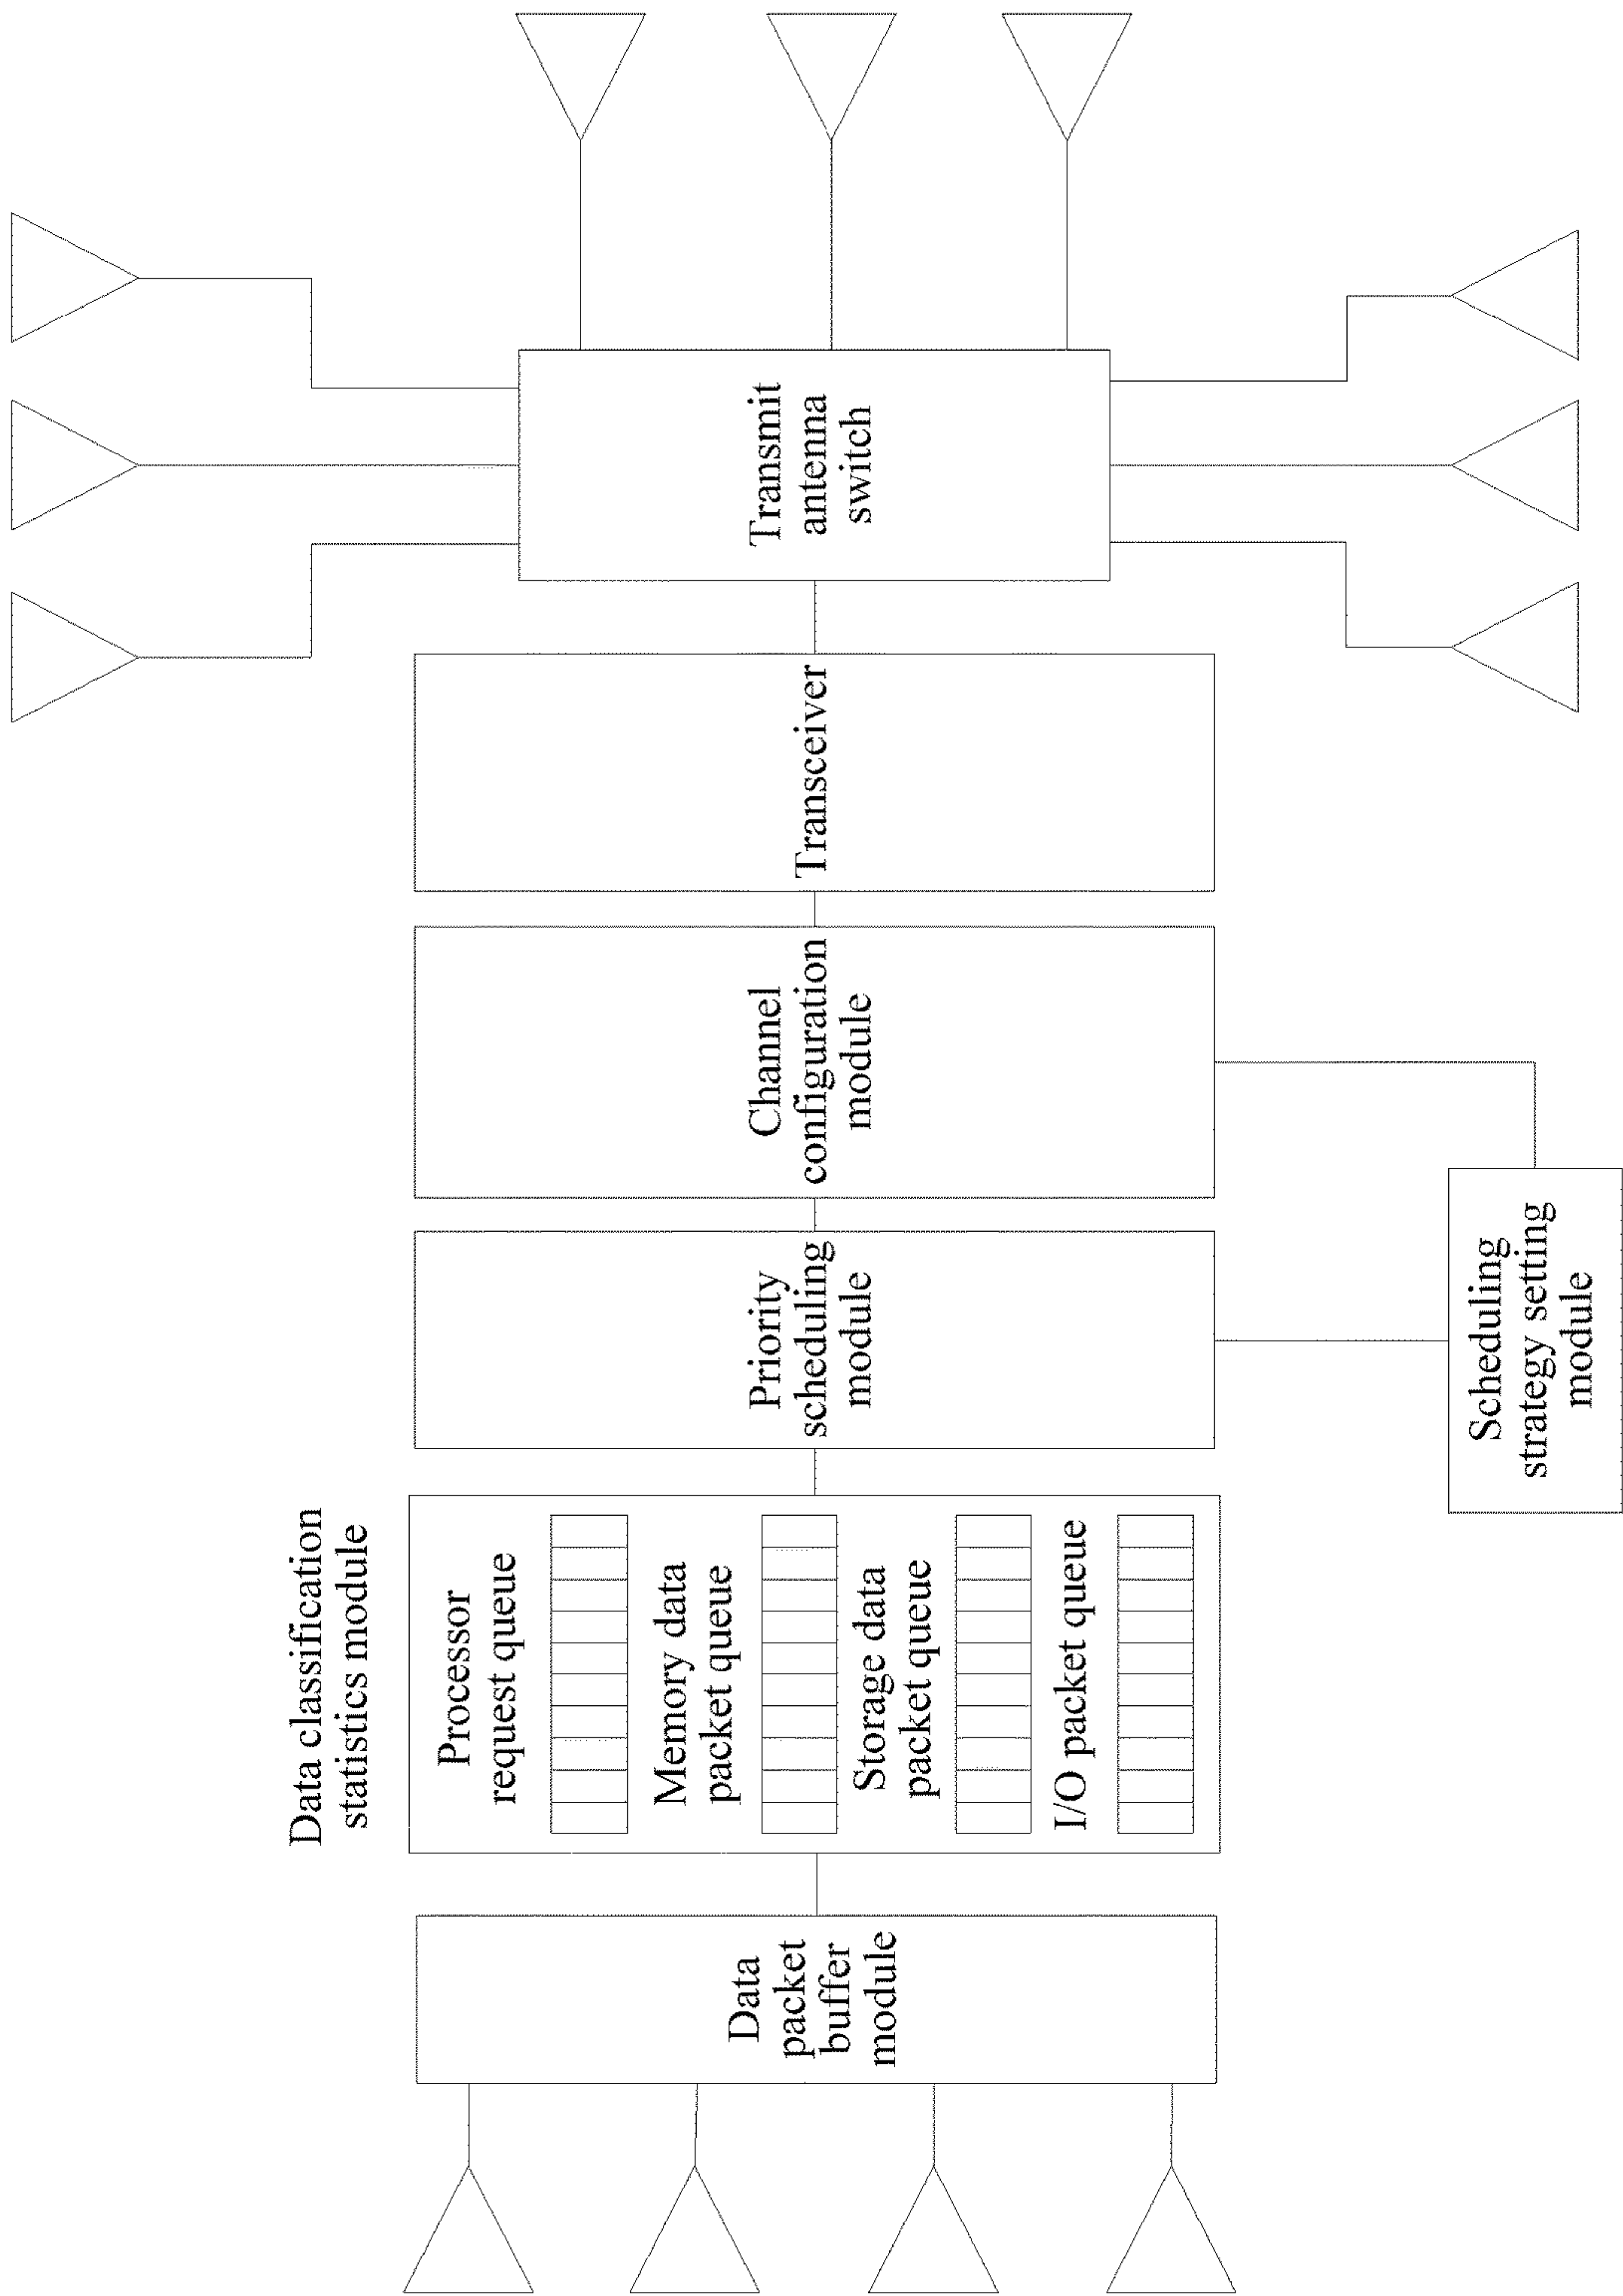 Data
packet
buffer
module
Data classification
statistics module
Processor
request queue
Memory data
packet queue
Storage data
packet queue
I/O packet queue
Priority
scheduling
module
Scheduling
strategy setting
module
Channel
configuration
module
Transceiver
Transmit
antenna
switch